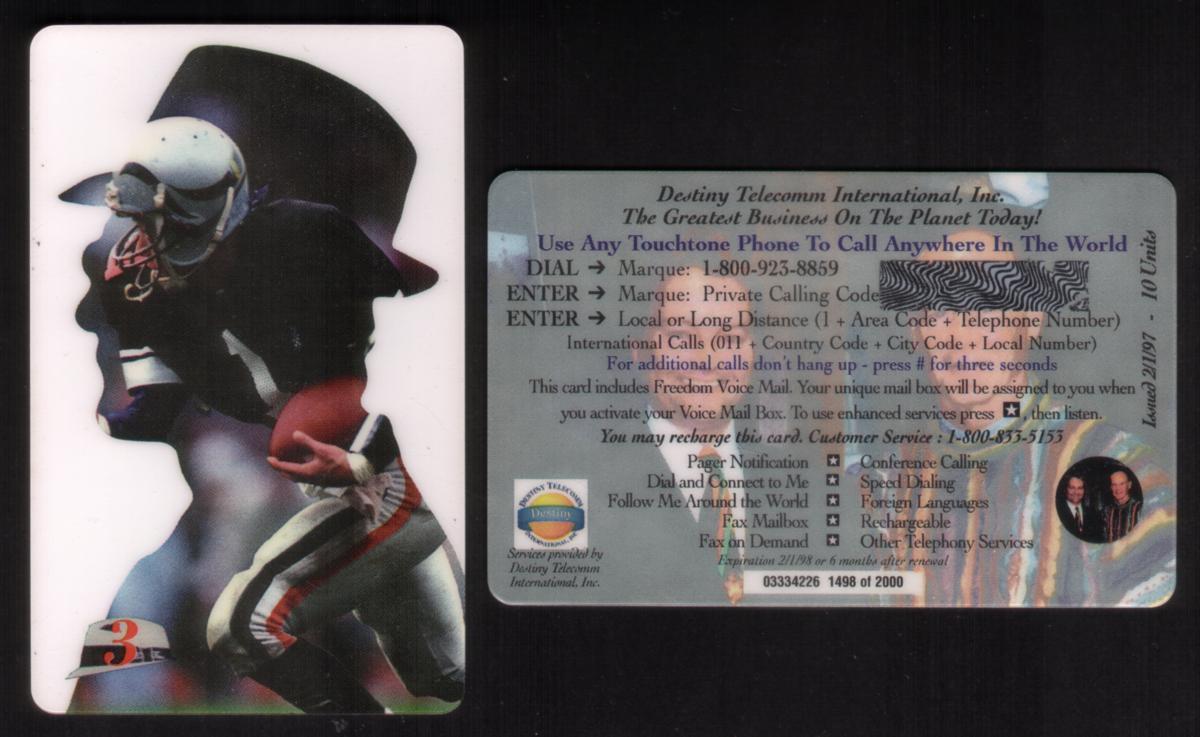 3
Destiny Telecomm International, Inc.
The Greatest Business On The Planet Today!
Use Any Touchtone Phone To Call Anywhere In The World
DIAL → Marque: 1-800-923-8859
ENTER → Marque: Private Calling Code
ENTER → Local or Long Distance (1 + Area Code + Telephone Number)
International Calls (011 + Country Code + City Code + Local Number)
For additional calls don't hang up - press # for three seconds
This card includes Freedom Voice Mail. Your unique mail box will be assigned to you when
you activate your Voice Mail Box. To use enhanced services press ★, then listen.
You may recharge this card. Customer Service : 1-800-833-5153
Pager Notification ★ Conference Calling
Dial and Connect to Me ★ Speed Dialing
Follow Me Around the World ★ Foreign Languages
Fax Mailbox ★ Rechargeable
Fax on Demand ★ Other Telephony Services
Expiration 2/1/98 or 6 months after renewal
03334226 1498 of 2000
DESTINY TELECOMM
Destiny
INTERNATIONAL, INC.
Services provided by
Destiny Telecomm
International, Inc.
Issued 2/1/97 - 10 Units